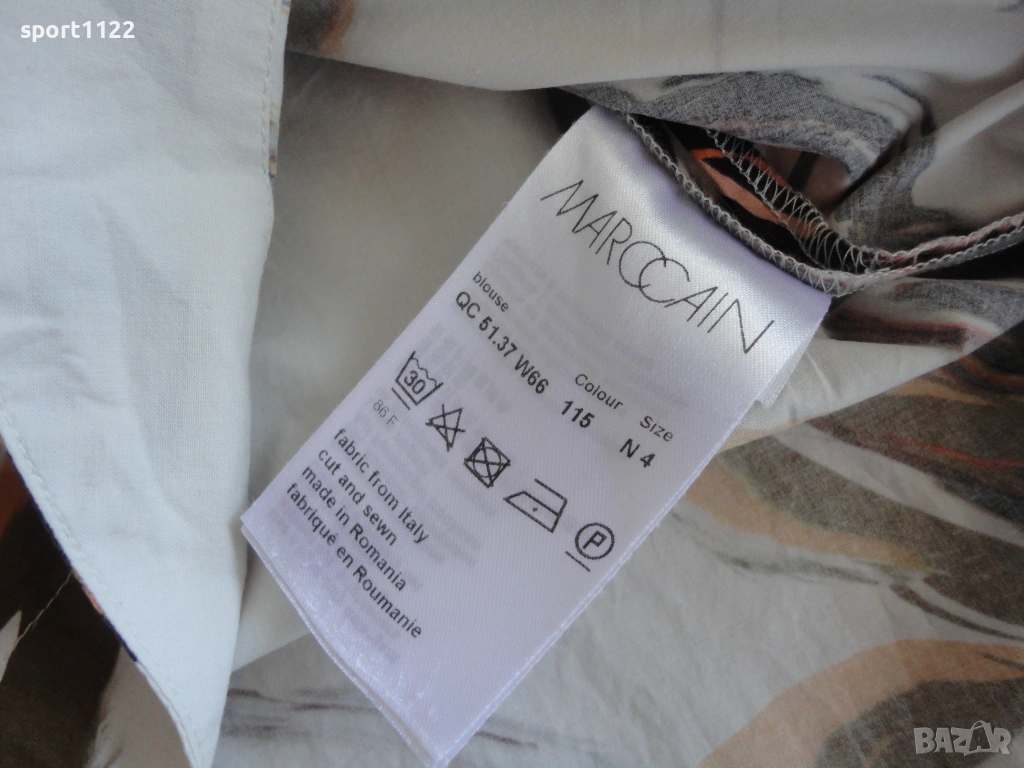 sport1122
MARCCAIN
blouse
Colour Size
QC 51.37 W66 115 N 4
30
P
86 F
fabric from Italy
cut and sewn
made in Romania
fabriqué en Roumanie
BAZAR